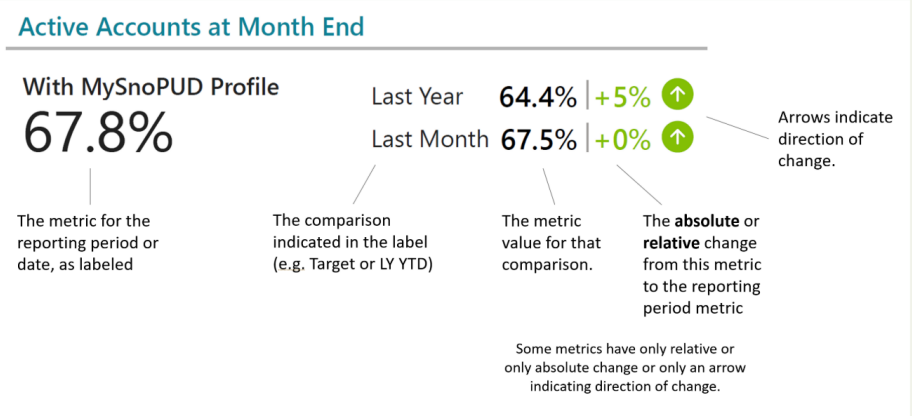 Active Accounts at Month End
With MySnoPUD Profile
67.8%
Last Year 64.4% +5%
Last Month 67.5% +0%
Arrows indicate
direction of
change.
The metric for the
reporting period or
date, as labeled
The comparison
indicated in the label
(e.g. Target or LY YTD)
The metric
value for that
comparison.
The absolute or
relative change
from this metric
to the reporting
period metric
Some metrics have only relative or
only absolute change or only an arrow
indicating direction of change.